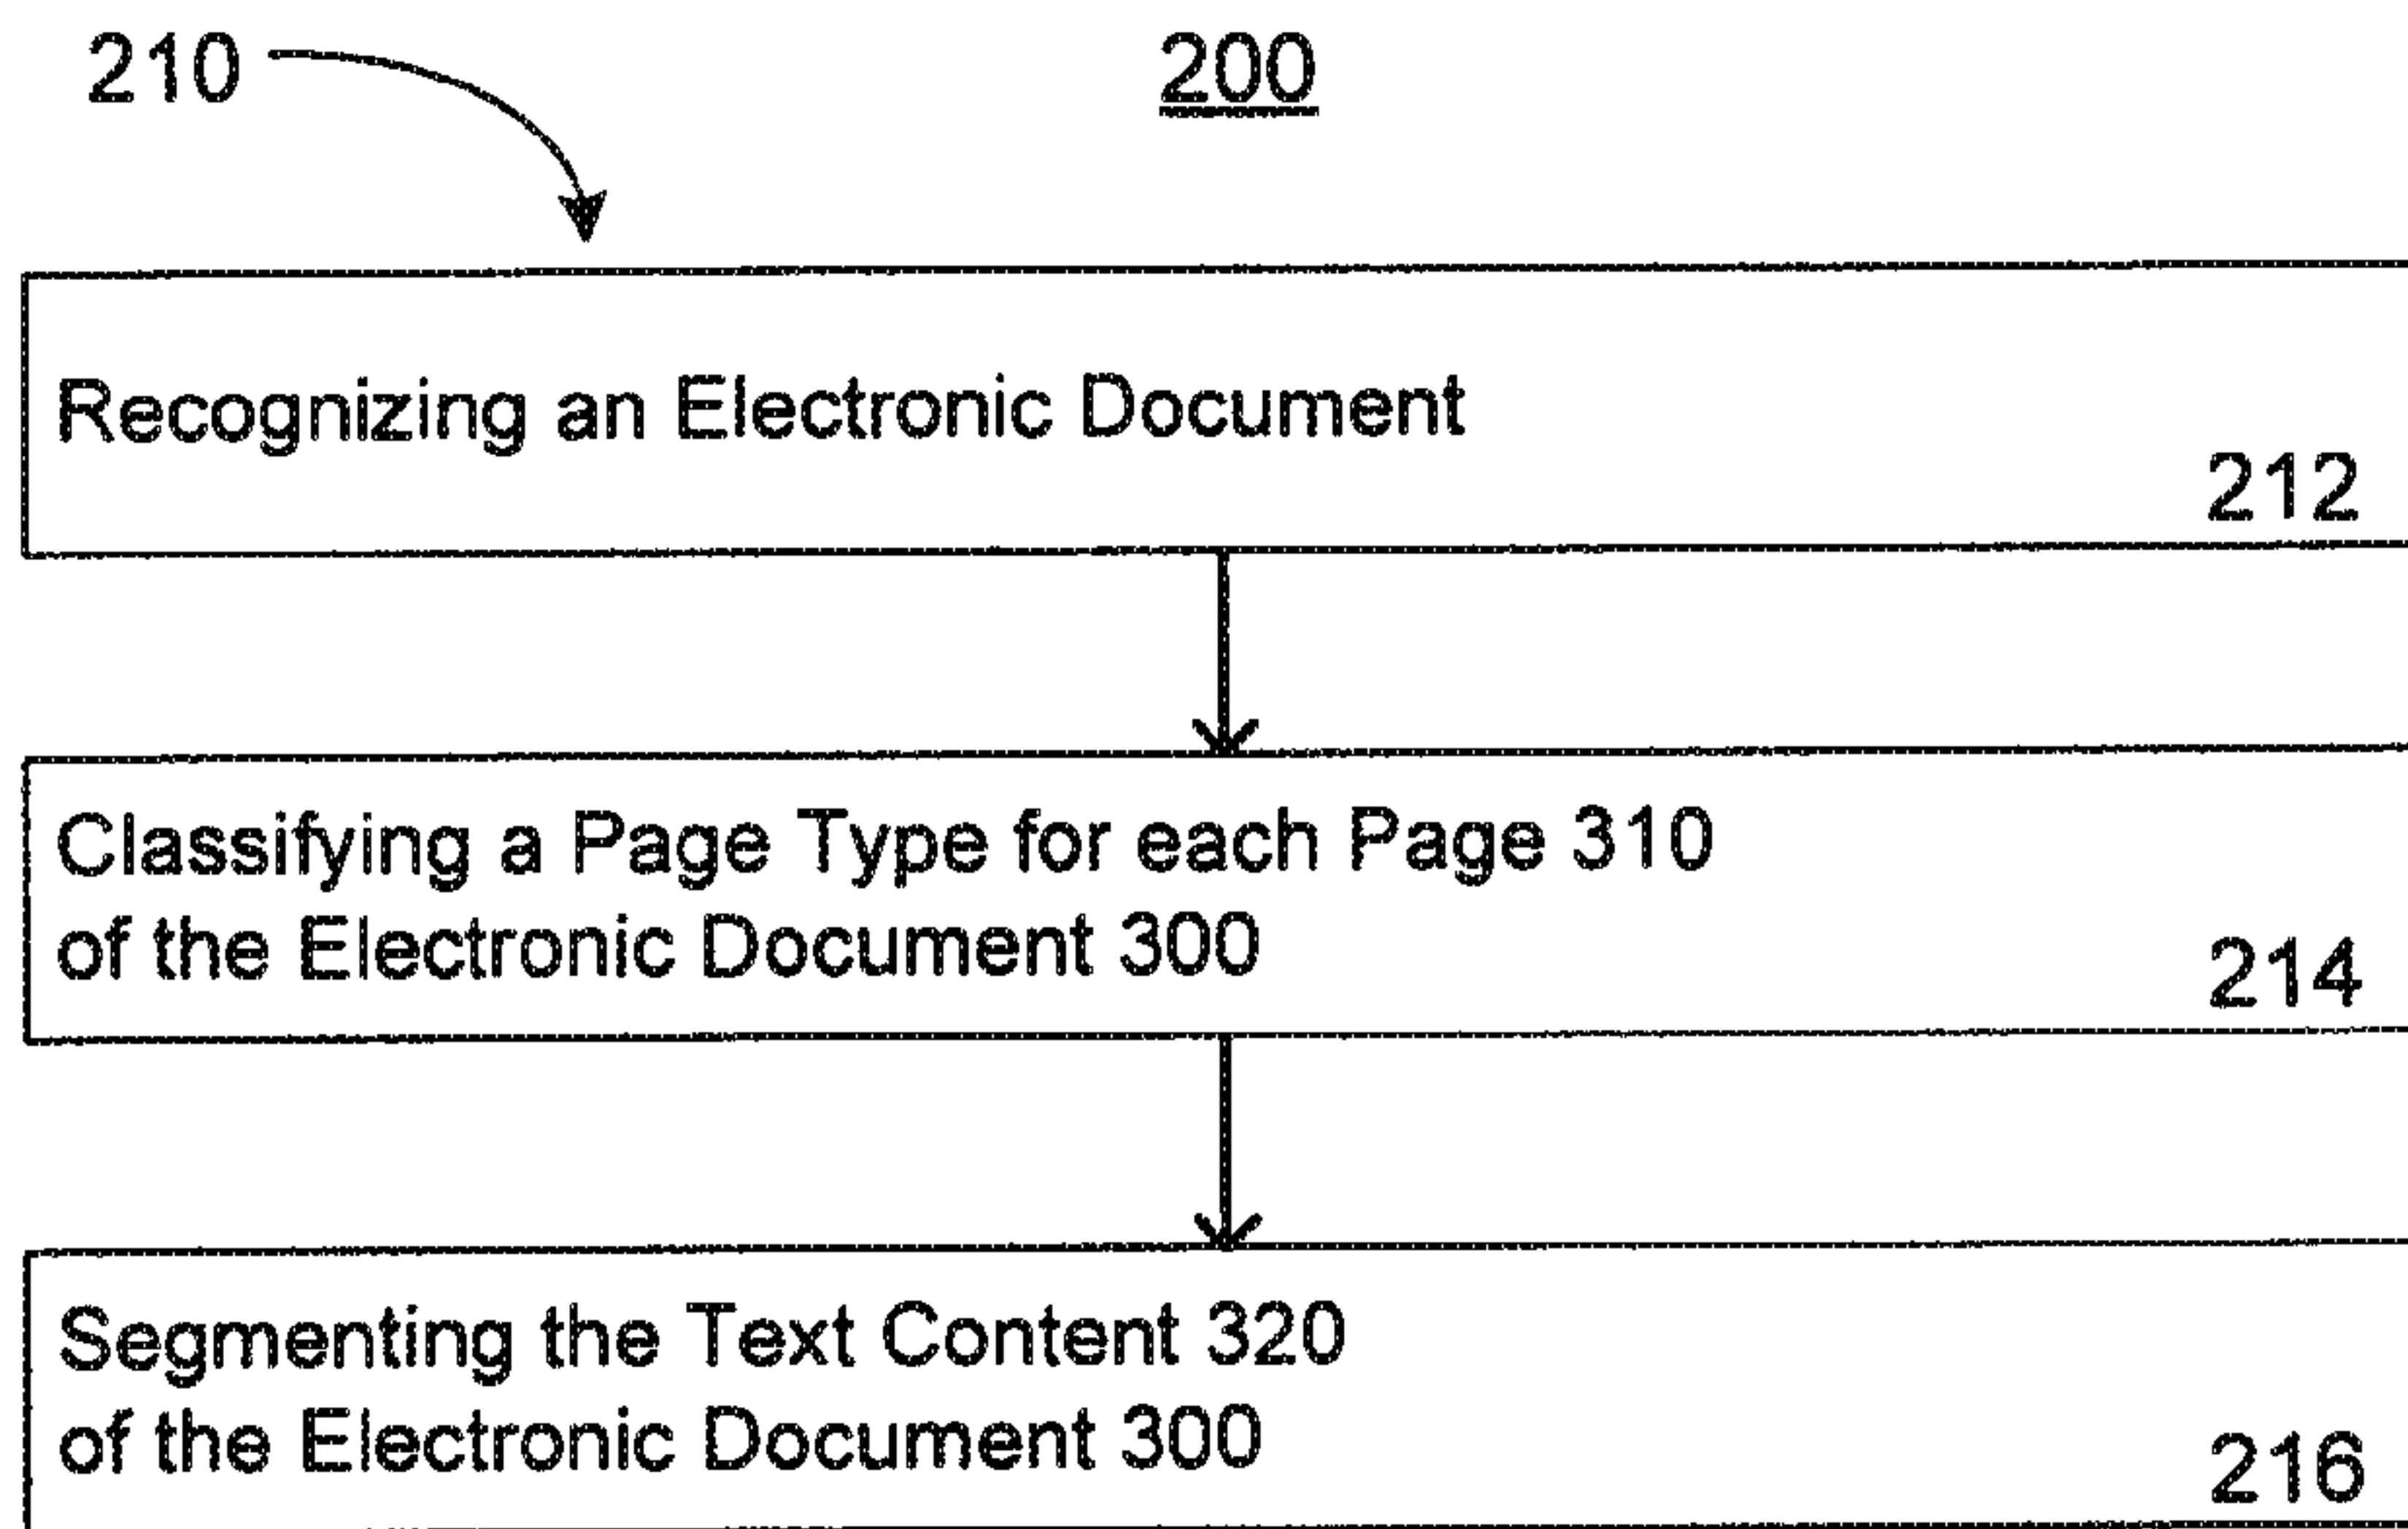 210
200
Recognizing an Electronic Document
212
Classifying a Page Type for each Page 310
of the Electronic Document 300
214
Segmenting the Text Content 320
of the Electronic Document 300
216